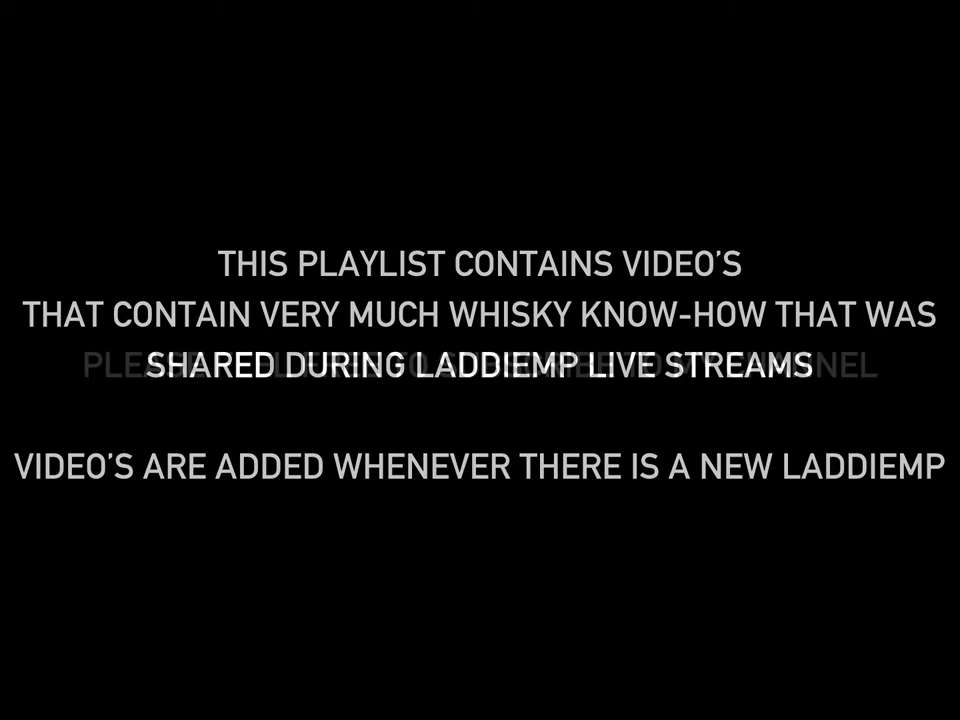 THIS PLAYLIST CONTAINS VIDEO’S
THAT CONTAIN VERY MUCH WHISKY KNOW-HOW THAT WAS
SHARED DURING LADDIEMP LIVE STREAMS
VIDEO’S ARE ADDED WHENEVER THERE IS A NEW LADDIEMP